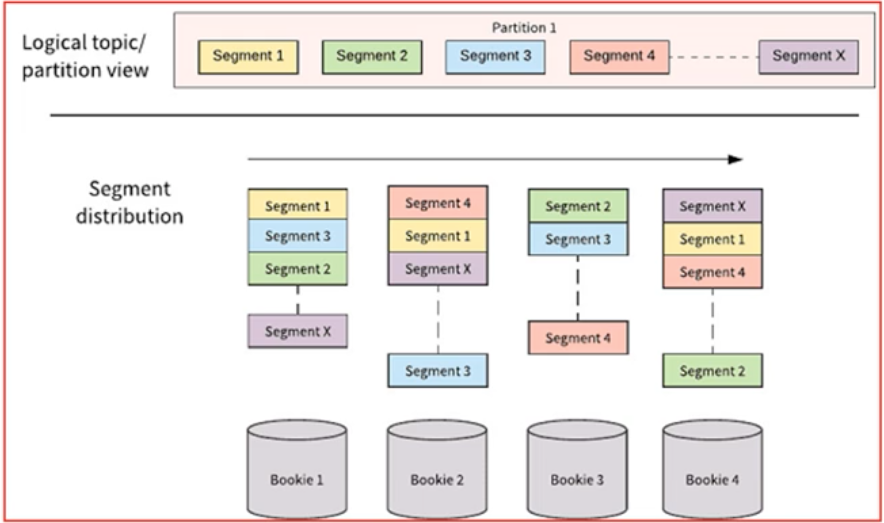 Logical topic/
partition view
Partition 1
Segment 1
Segment 2
Segment 3
Segment 4
Segment X
Segment
distribution
Segment 1
Segment 3
Segment 2
Segment X
Segment 4
Segment 1
Segment X
Segment 3
Segment 2
Segment 3
Segment 4
Segment X
Segment 1
Segment 4
Segment 2
Bookie 1
Bookie 2
Bookie 3
Bookie 4